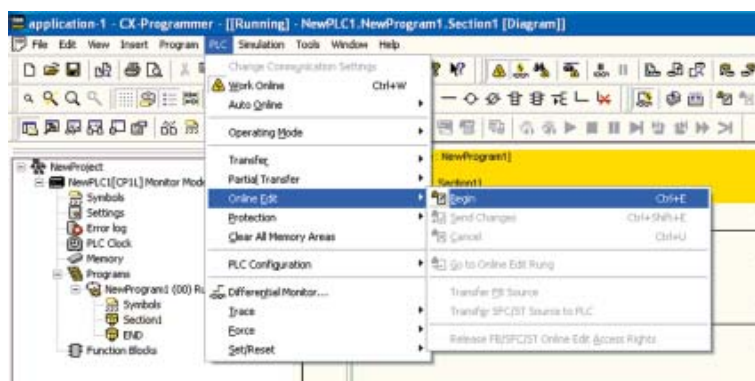 application-1 - CX-Programmer - [[Running] - NewPLC1.NewProgram1.Section1 [Diagram]]
File Edit View Insert Program PLC Simulation Tools Window Help
Change Communication Settings
Work Online Ctrl+W
Auto Online
Operating Mode
Transfer
Partial Transfer
Online Edit
Protection
Clear All Memory Areas
PLC Configuration
Differential Monitor....
Trace
Force
Set/Reset
NewProject
NewPLC1[CP1L] Monitor Mode
Symbols
Settings
Error log
PLC Clock
Memory
Programs
NewProgram1 (00) Ru
Symbols
Section1
END
Function Blocks
: NewProgram1]
Section1]
Begin Ctrl+E
Send Changes Ctrl+Shift+E
Cancel Ctrl+U
Go to Online Edit Rung
Transfer FB Source
Transfer SFC/ST Source to PLC
Release FB/SFC/ST Online Edit Access Rights